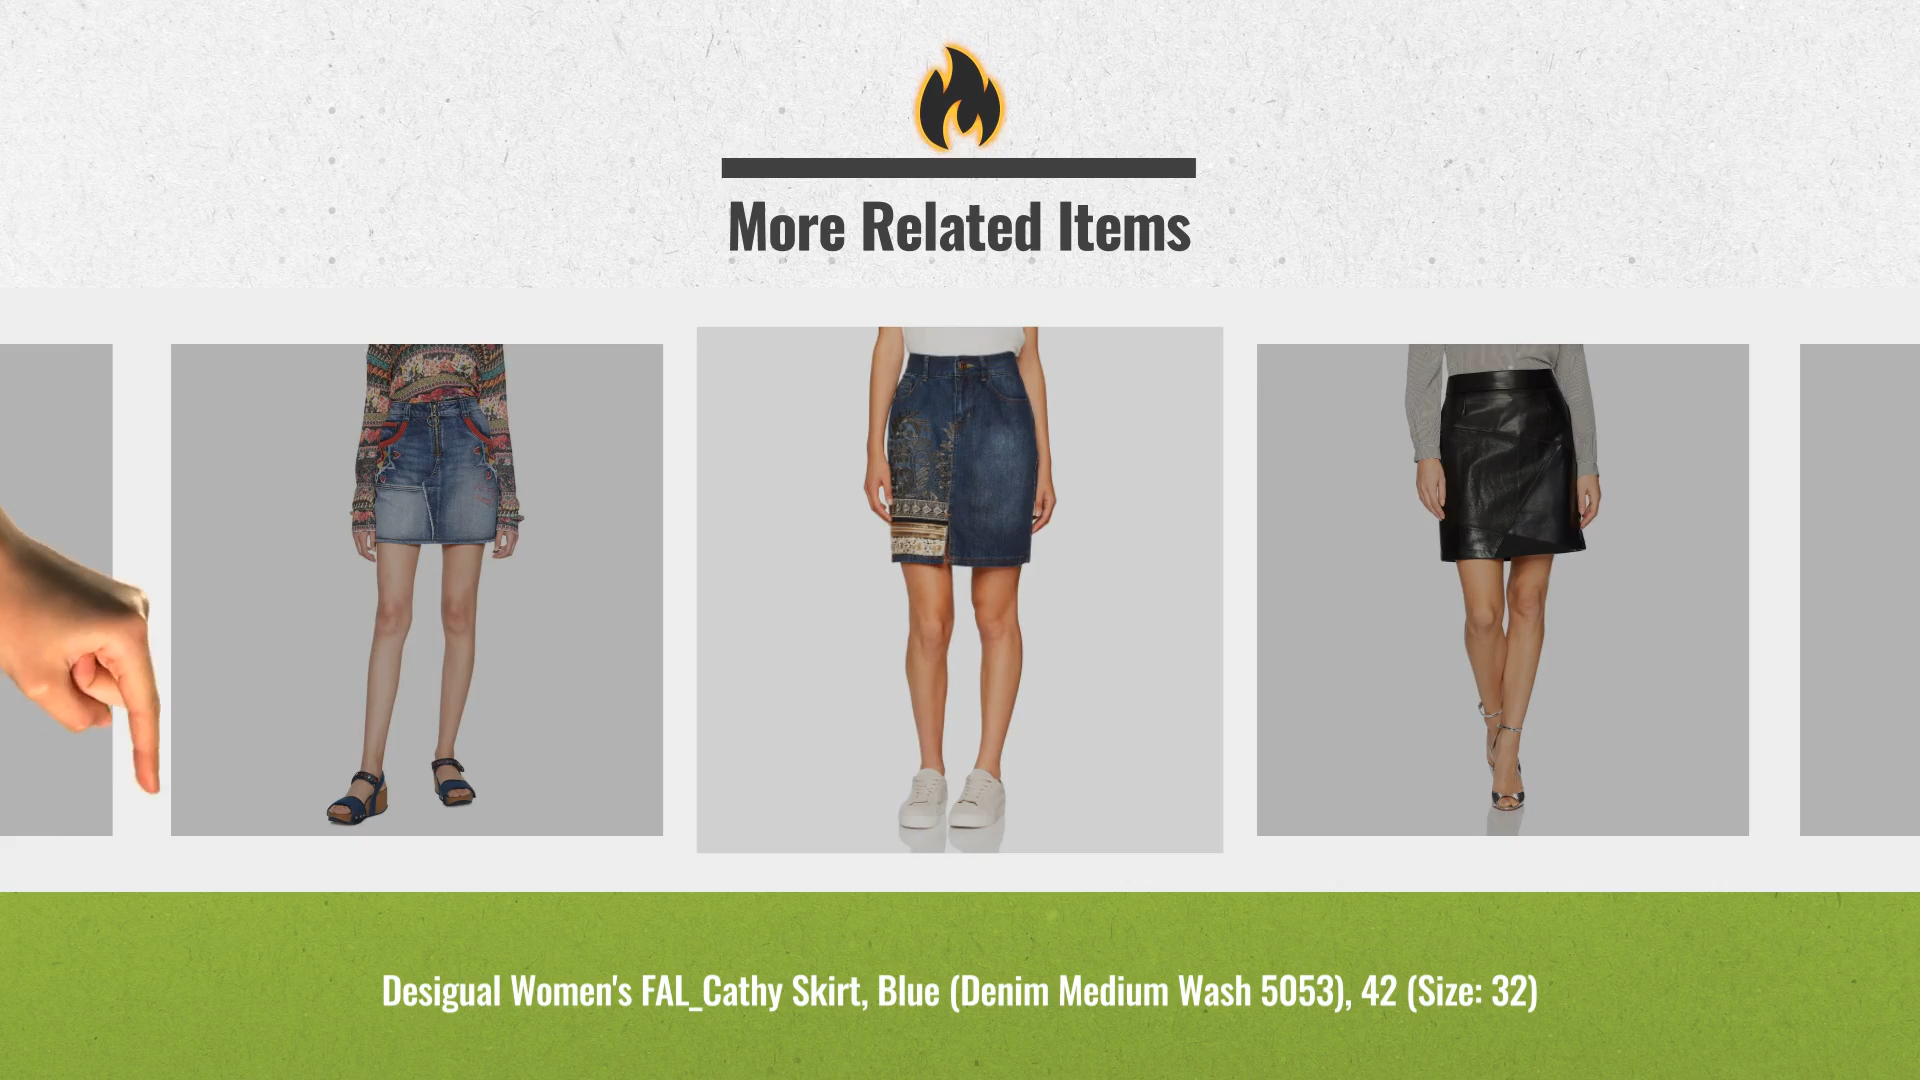 More Related Items
Desigual Women's FAL_Cathy Skirt, Blue (Denim Medium Wash 5053), 42 (Size: 32)